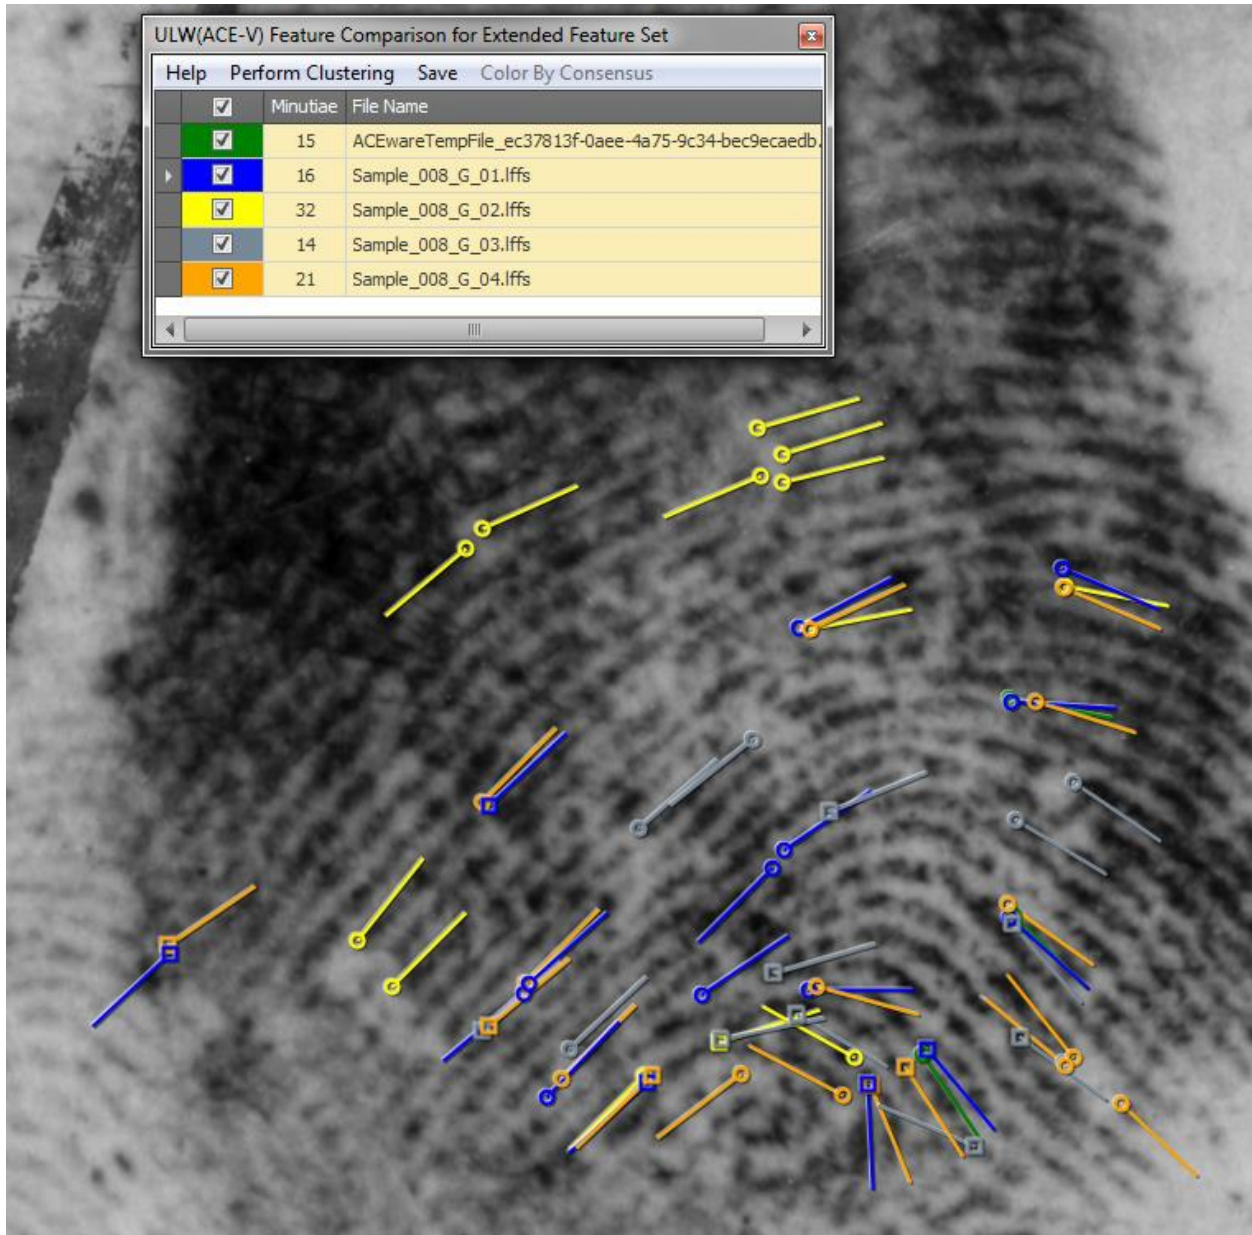 ULW(ACE-V) Feature Comparison for Extended Feature Set
Help Perform Clustering Save Color By Consensus
Minutiae File Name
15 ACEwareTempFile_ec37813f-0aee-4a75-9c34-bec9ecaedb.
16 Sample_008_G_01.lffs
32 Sample_008_G_02.lffs
14 Sample_008_G_03.lffs
21 Sample_008_G_04.lffs